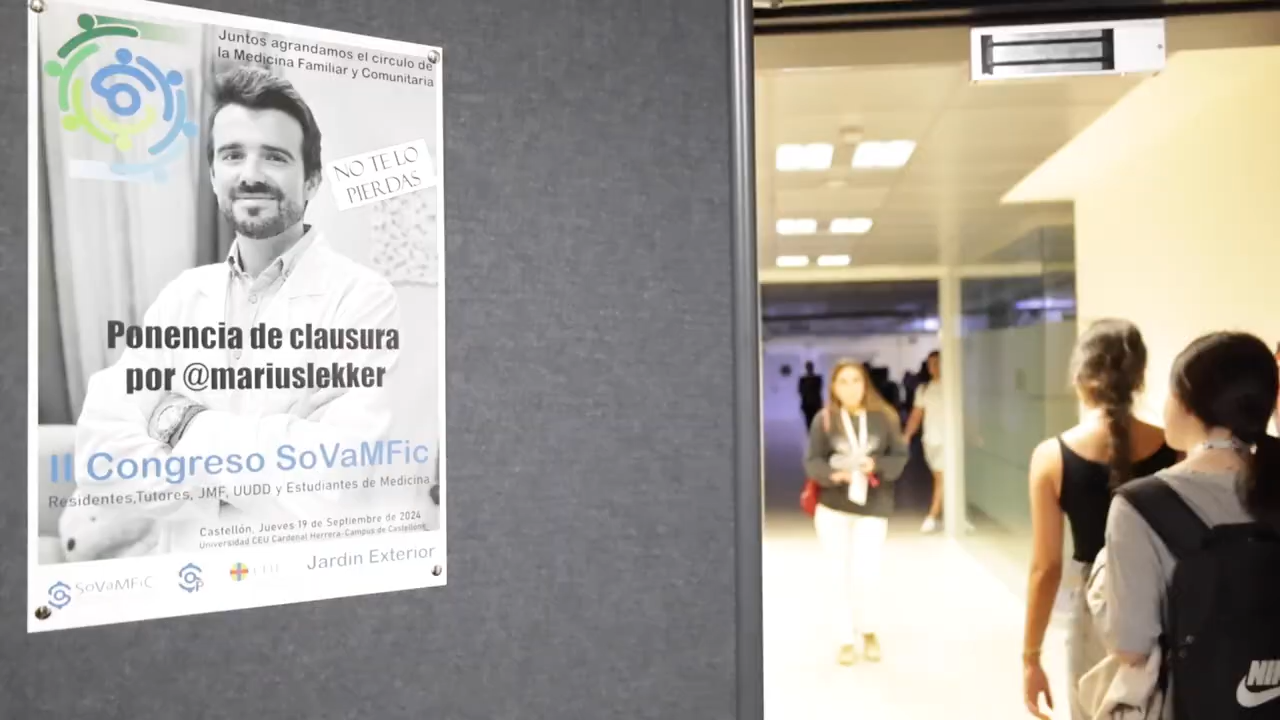 Juntos agrandamos el círculo de
la Medicina Familiar y Comunitaria
NO TE LO
PIERDAS
Ponencia de clausura
por @mariuslekker
II Congreso SoVaMFic
Residentes,Tutores, JMF, UUDD y Estudiantes de Medicina
Castellón, Jueves 19 de Septiembre de 2024
Universidad CEU Cardenal Herrera-Campus de Castellón
Jardin Exterior
SoVaMFiC